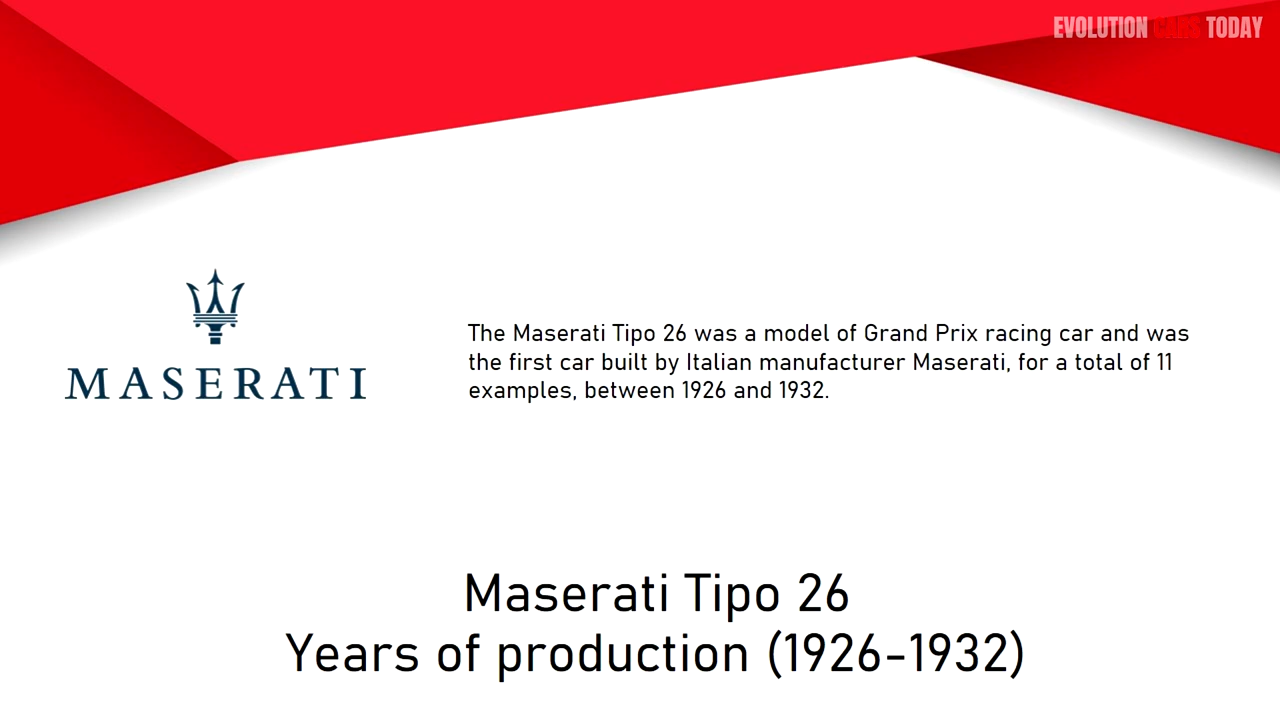 EVOLUTION CARS TODAY
MASERATI
The Maserati Tipo 26 was a model of Grand Prix racing car and was
the first car built by Italian manufacturer Maserati, for a total of 11
examples, between 1926 and 1932.
Maserati Tipo 26
Years of production (1926-1932)